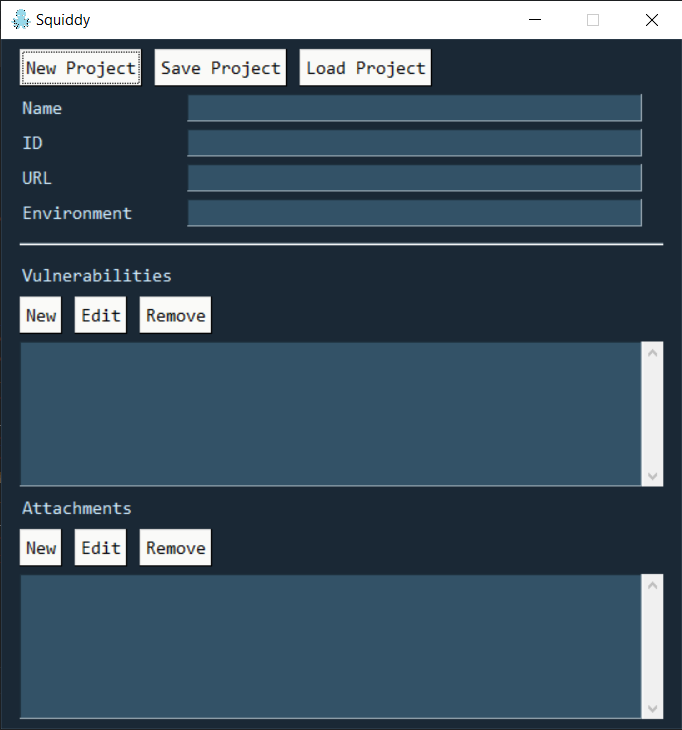 Squiddy
New Project Save Project Load Project
Name
ID
URL
Environment
Vulnerabilities
New Edit Remove
Attachments
New Edit Remove